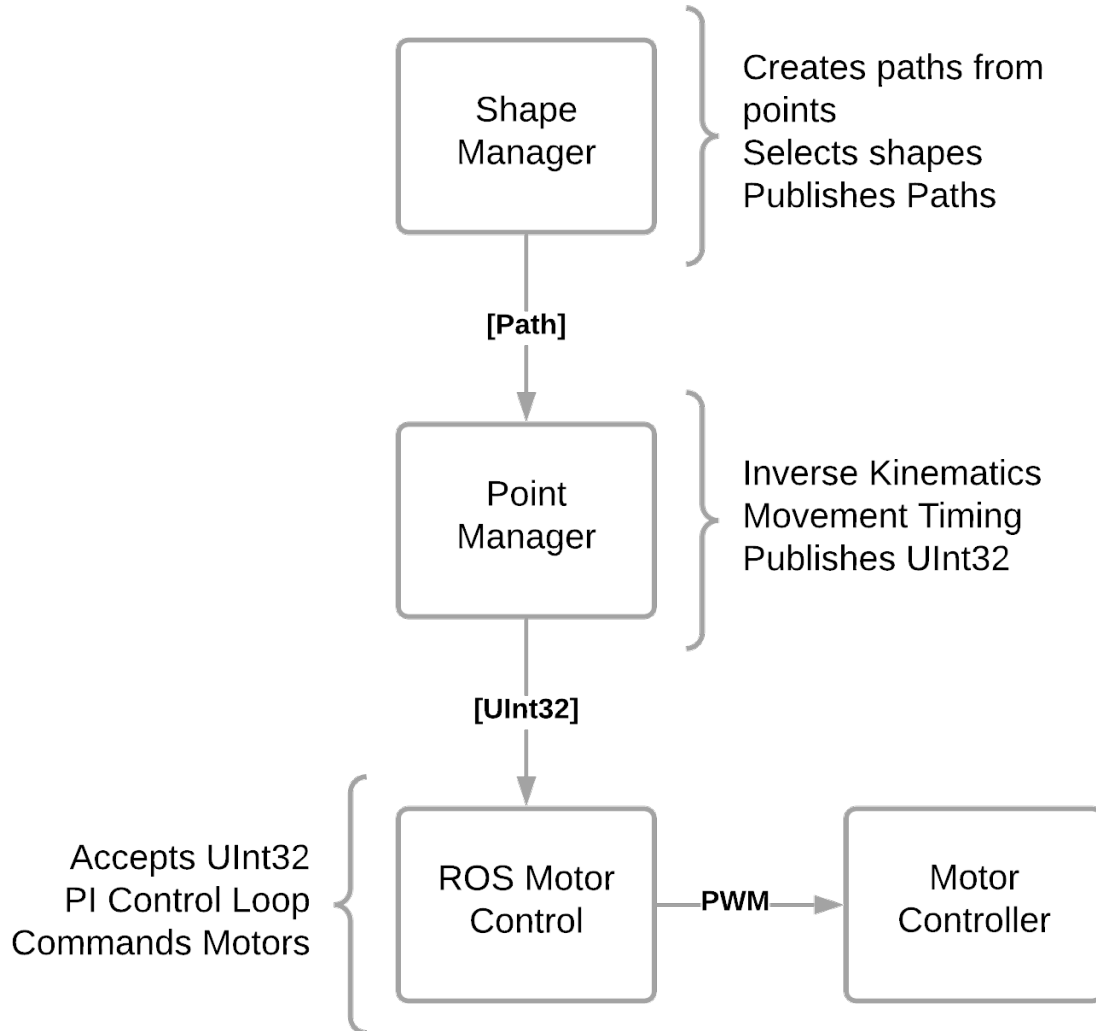 Shape
Manager
Creates paths from
points
Selects shapes
Publishes Paths
[Path]
Point
Manager
Inverse Kinematics
Movement Timing
Publishes UInt32
[UInt32]
Accepts UInt32
PI Control Loop
Commands Motors
ROS Motor
Control
PWM
Motor
Controller